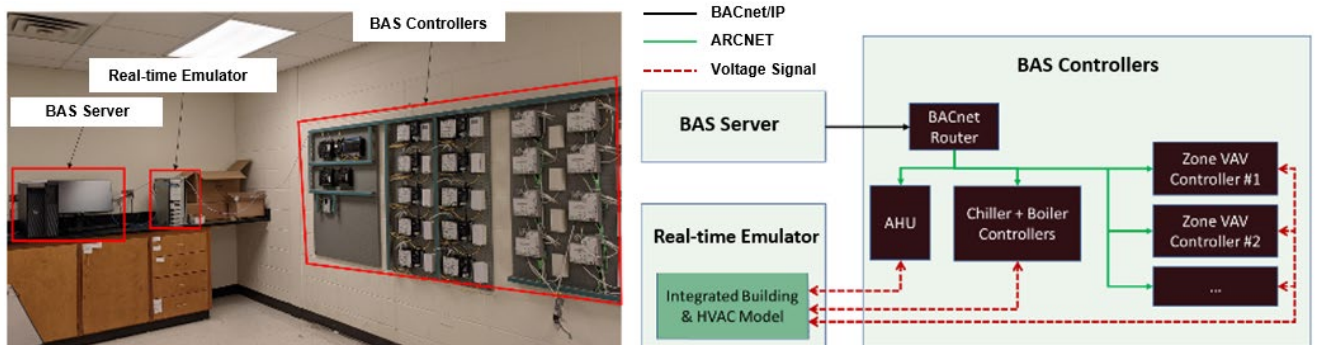 BAS Controllers
Real-time Emulator
BAS Server
BACnet/IP
ARCNET
Voltage Signal
BAS Controllers
BAS Server
BACnet
Router
Zone VAV
Controller #1
AHU
Chiller + Boiler
Controllers
Zone VAV
Controller #2
...
Real-time Emulator
Integrated Building
& HVAC Model